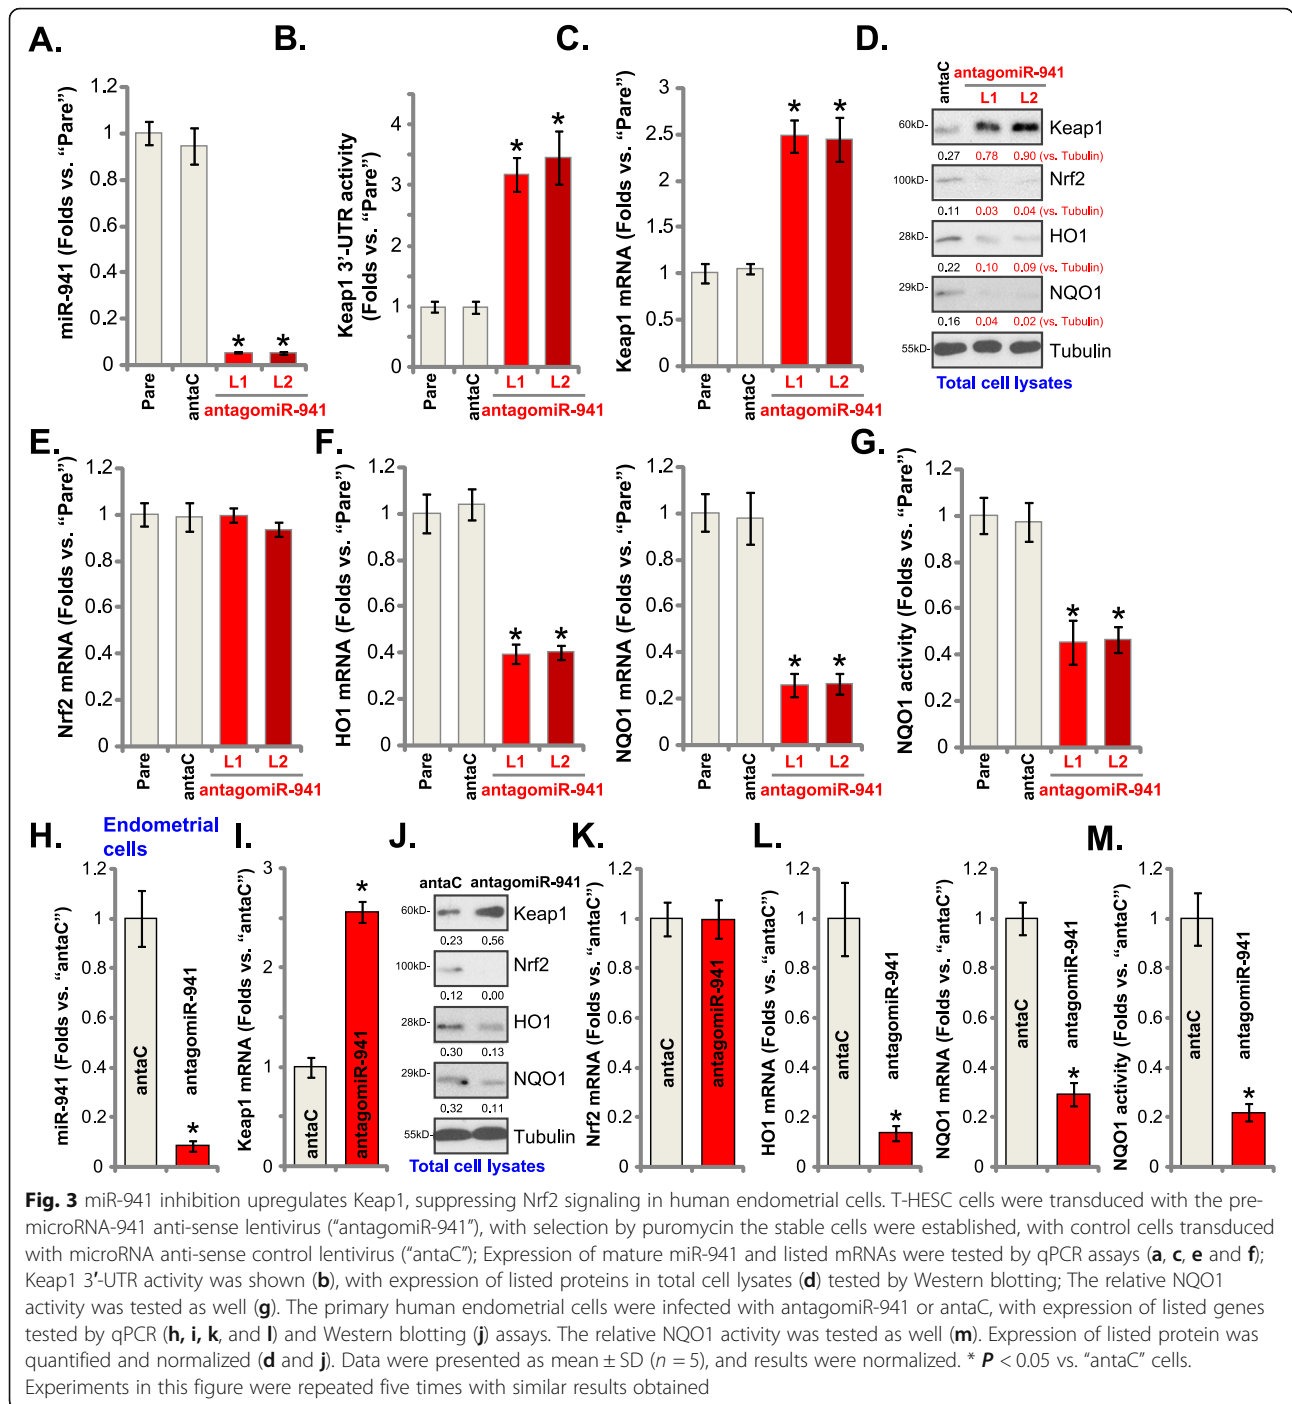 A.
B.
C.
D.
miR-941 (Folds vs. “Pare”)
1.2
1
0.8
0.6
0.4
0.2
0
*
*
Pare
antaC
L1
L2
antagomiR-941
Keap1 3'-UTR activity
(Folds vs. “Pare”)
4
3
2
1
0
*
*
Pare
antaC
L1
L2
antagomiR-941
Keap1 mRNA (Folds vs. “Pare”)
3
2.5
2
1.5
1
0.5
0
*
*
Pare
antaC
L1
L2
antagomiR-941
antaC
antagomiR-941
L1
L2
60kD-
Keap1
0.27 0.78 0.90 (vs. Tubulin)
100kD-
Nrf2
0.11 0.03 0.04 (vs. Tubulin)
28kD-
HO1
0.22 0.10 0.09 (vs. Tubulin)
29kD-
NQO1
0.16 0.04 0.02 (vs. Tubulin)
55kD-
Tubulin
Total cell lysates
E.
F.
G.
Nrf2 mRNA (Folds vs. “Pare”)
1.2
1
0.8
0.6
0.4
0.2
0
Pare
antaC
L1
L2
antagomiR-941
HO1 mRNA (Folds vs. “Pare”)
1.2
1
0.8
0.6
0.4
0.2
0
*
*
Pare
antaC
L1
L2
antagomiR-941
NQO1 mRNA (Folds vs. “Pare”)
1.2
1
0.8
0.6
0.4
0.2
0
*
*
Pare
antaC
L1
L2
antagomiR-941
NQO1 activity (Folds vs. “Pare”)
1.2
1
0.8
0.6
0.4
0.2
0
*
*
Pare
antaC
L1
L2
antagomiR-941
H.
Endometrial
cells
I.
J.
K.
L.
M.
miR-941 (Folds vs. “antaC”)
1.2
1
0.8
0.6
0.4
0.2
0
antaC
antagomiR-941
*
Keap1 mRNA (Folds vs. “antaC”)
3
2
1
0
antaC
antagomiR-941
*
antaC antagomiR-941
60kD-
Keap1
0.23 0.56
100kD-
Nrf2
0.12 0.00
28kD-
HO1
0.30 0.13
29kD-
NQO1
0.32 0.11
55kD-
Tubulin
Total cell lysates
Nrf2 mRNA (Folds vs. “antaC”)
1.2
1
0.8
0.6
0.4
0.2
0
antaC
antagomiR-941
HO1 mRNA (Folds vs. “antaC”)
1.2
1
0.8
0.6
0.4
0.2
0
antaC
antagomiR-941
*
NQO1 mRNA (Folds vs. “antaC”)
1.2
1
0.8
0.6
0.4
0.2
0
antaC
antagomiR-941
*
NQO1 activity (Folds vs. “antaC”)
1.2
1
0.8
0.6
0.4
0.2
0
antaC
antagomiR-941
*
Fig. 3 miR-941 inhibition upregulates Keap1, suppressing Nrf2 signaling in human endometrial cells. T-HESC cells were transduced with the pre-
microRNA-941 anti-sense lentivirus (“antagomiR-941”), with selection by puromycin the stable cells were established, with control cells transduced
with microRNA anti-sense control lentivirus (“antaC”); Expression of mature miR-941 and listed mRNAs were tested by qPCR assays (a, c, e and f);
Keap1 3′-UTR activity was shown (b), with expression of listed proteins in total cell lysates (d) tested by Western blotting; The relative NQO1
activity was tested as well (g). The primary human endometrial cells were infected with antagomiR-941 or antaC, with expression of listed genes
tested by qPCR (h, i, k, and l) and Western blotting (j) assays. The relative NQO1 activity was tested as well (m). Expression of listed protein was
quantified and normalized (d and j). Data were presented as mean ± SD (n = 5), and results were normalized. * P < 0.05 vs. “antaC” cells.
Experiments in this figure were repeated five times with similar results obtained